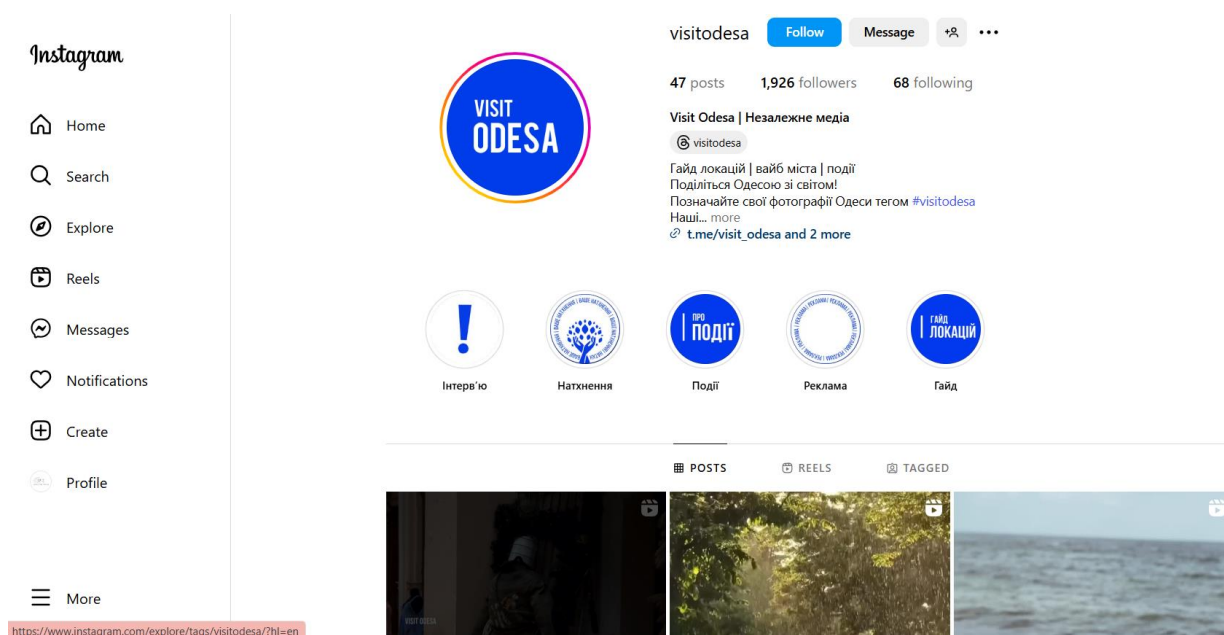 Instagram
Home
Search
Explore
Reels
Messages
Notifications
Create
Profile
More
https://www.instagram.com/explore/tags/visitodesa/?hl=en
VISIT
ODESA
visitodesa Follow Message
47 posts 1,926 followers 68 following
Visit Odesa | Незалежне медіа
visitodesa
Гайд локацій | вайб міста | події
Поділіться Одесою зі світом!
Позначайте свої фотографії Одеси тегом #visitodesa
Наші... more
t.me/visit_odesa and 2 more
ПРО
ПОДІЇ
ГАЙД
ЛОКАЦІЙ
Інтерв'ю Натхнення Події Реклама Гайд
POSTS REELS TAGGED
VISIT ODESA